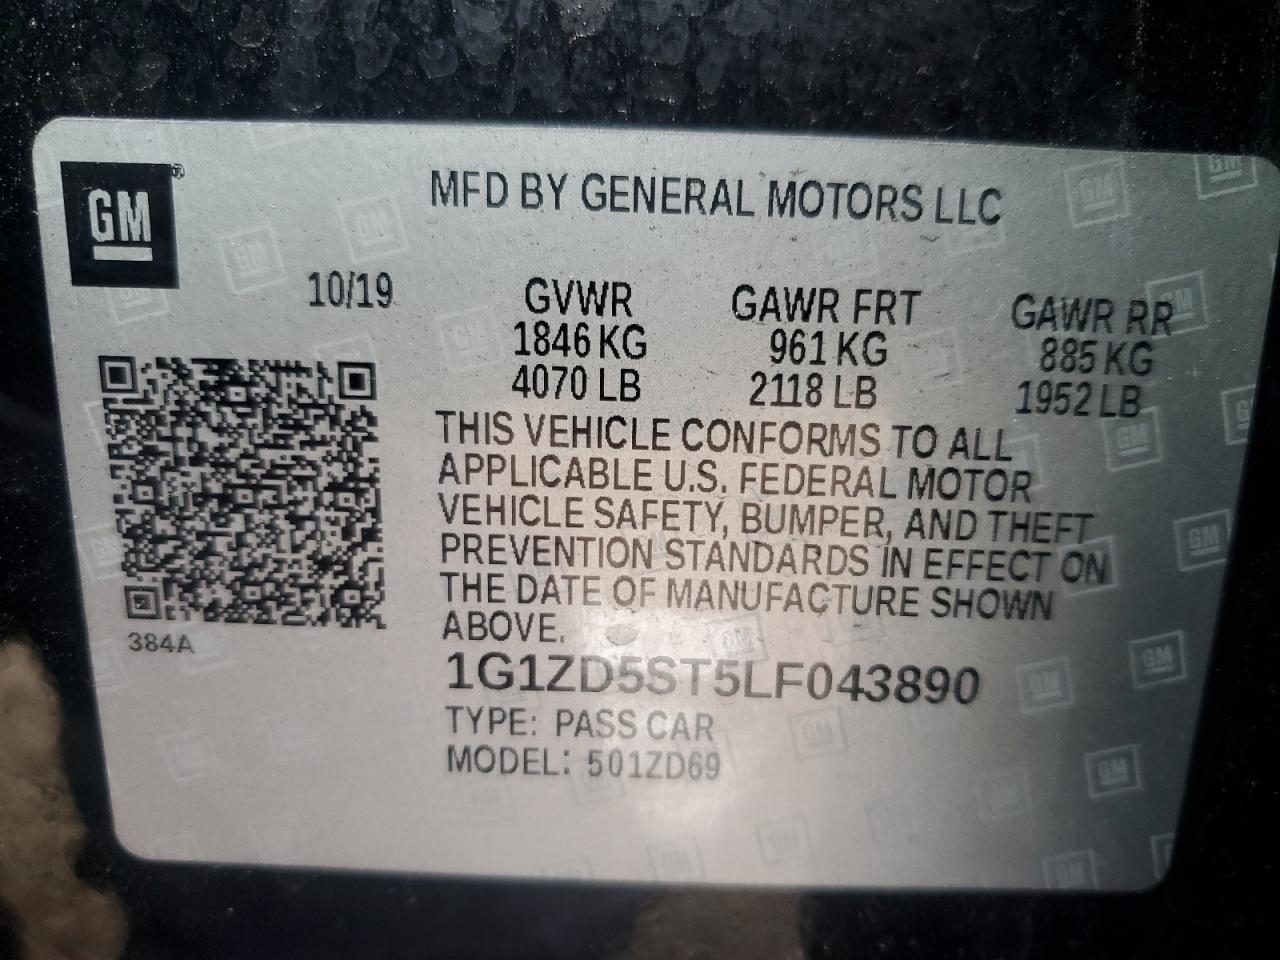 GM®
MFD BY GENERAL MOTORS LLC
10/19
GVWR GAWR FRT GAWR RR
1846 KG 961 KG 885 KG
4070 LB 2118 LB 1952 LB
THIS VEHICLE CONFORMS TO ALL
APPLICABLE U.S. FEDERAL MOTOR
VEHICLE SAFETY, BUMPER, AND THEFT
PREVENTION STANDARDS IN EFFECT ON
THE DATE OF MANUFACTURE SHOWN
ABOVE.
384A
1G1ZD5ST5LF043890
TYPE: PASS CAR
MODEL: 501ZD69